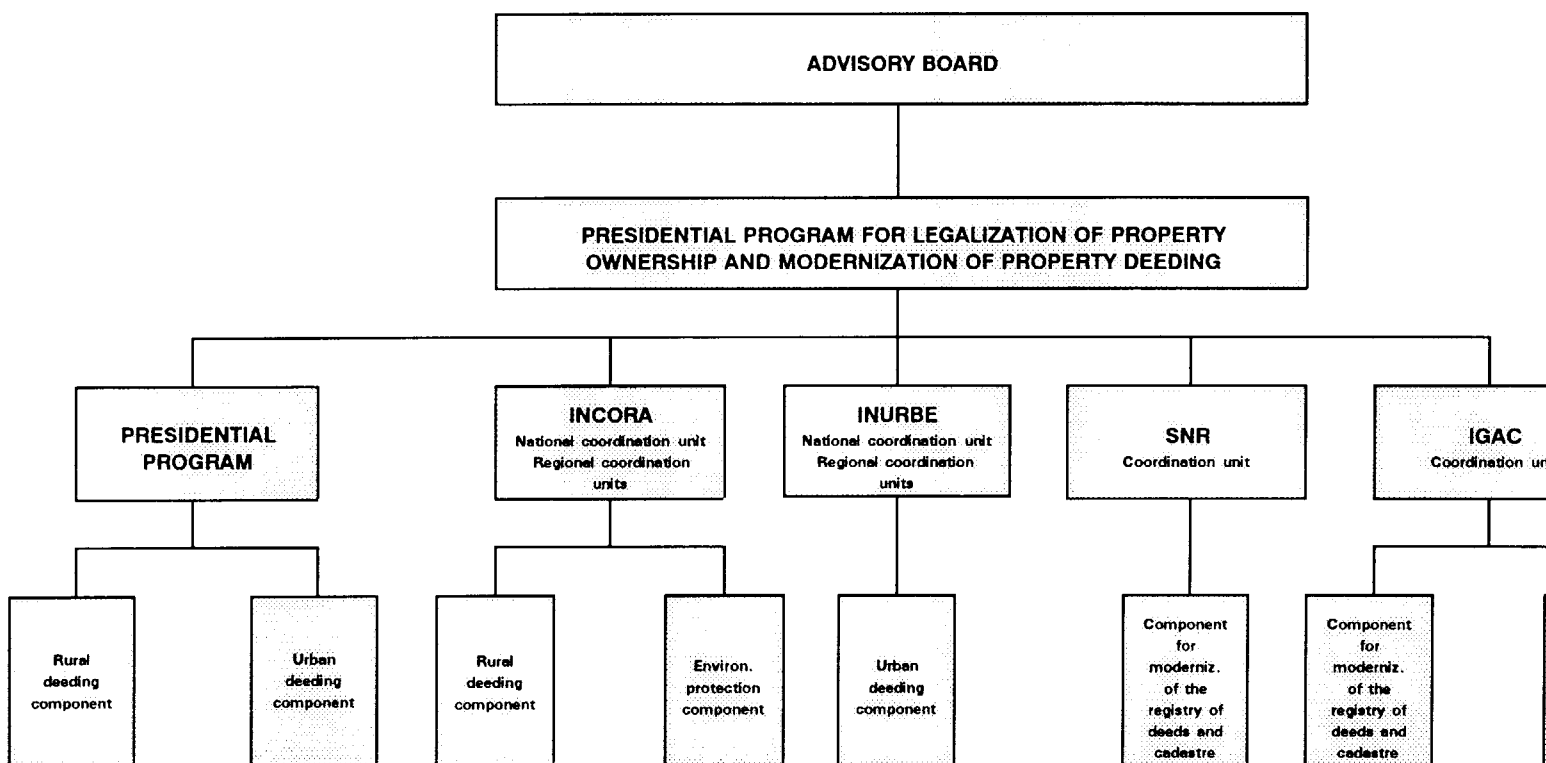 ADVISORY BOARD
PRESIDENTIAL PROGRAM FOR LEGALIZATION OF PROPERTY
OWNERSHIP AND MODERNIZATION OF PROPERTY DEEDING
PRESIDENTIAL
PROGRAM
INCORA
National coordination unit
Regional coordination
units
INURBE
National coordination unit
Regional coordination
units
SNR
Coordination unit
IGAC
Coordination
Rural
deeding
component
Urban
deeding
component
Rural
deeding
component
Environ.
protection
component
Urban
deeding
component
Component
for
moderniz.
of the
registry of
deeds and
cadastre
Component
for
moderniz.
of the
registry of
deeds and
cadastre